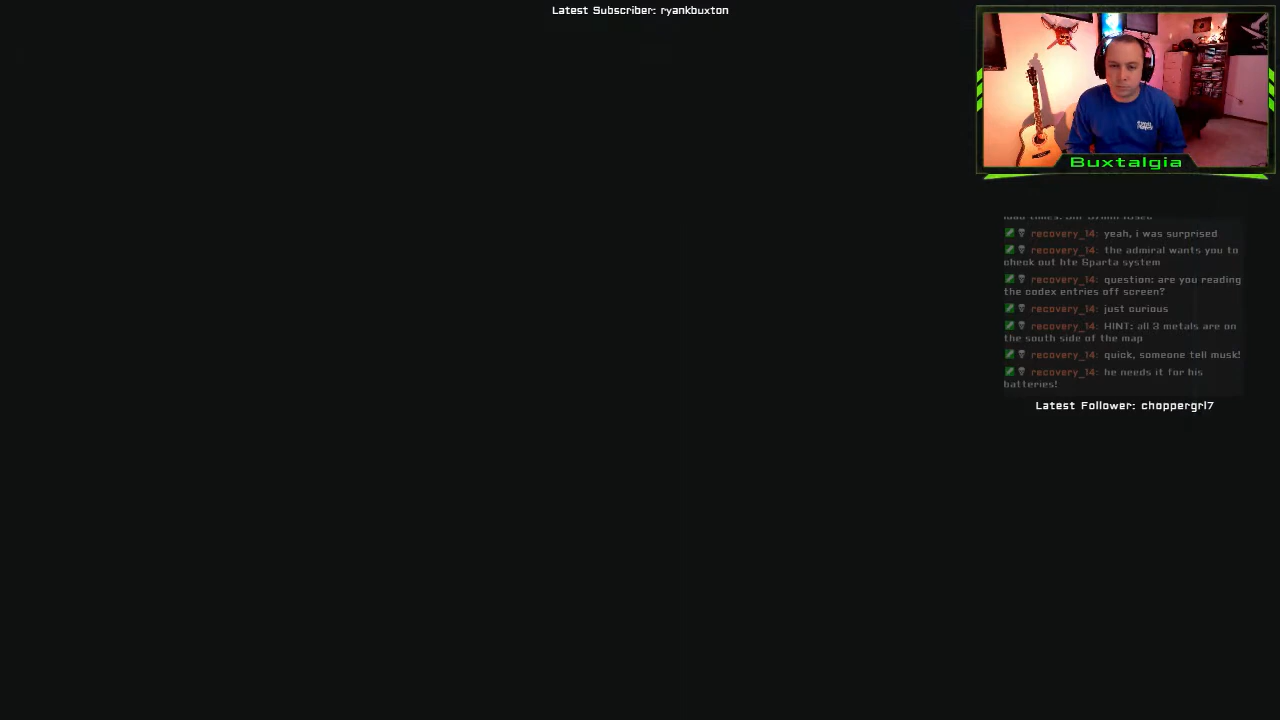 Latest Subscriber: ryankbuxton
Buxtalgia
recovery_14: yeah, i was surprised
recovery_14: the admiral wants you to
check out hte Sparta system
recovery_14: question: are you reading
the codex entries off screen?
recovery_14: just curious
recovery_14: HINT: all 3 metals are on
the south side of the map
recovery_14: quick, someone tell musk!
recovery_14: he needs it for his
batteries!
Latest Follower: choppergrl7